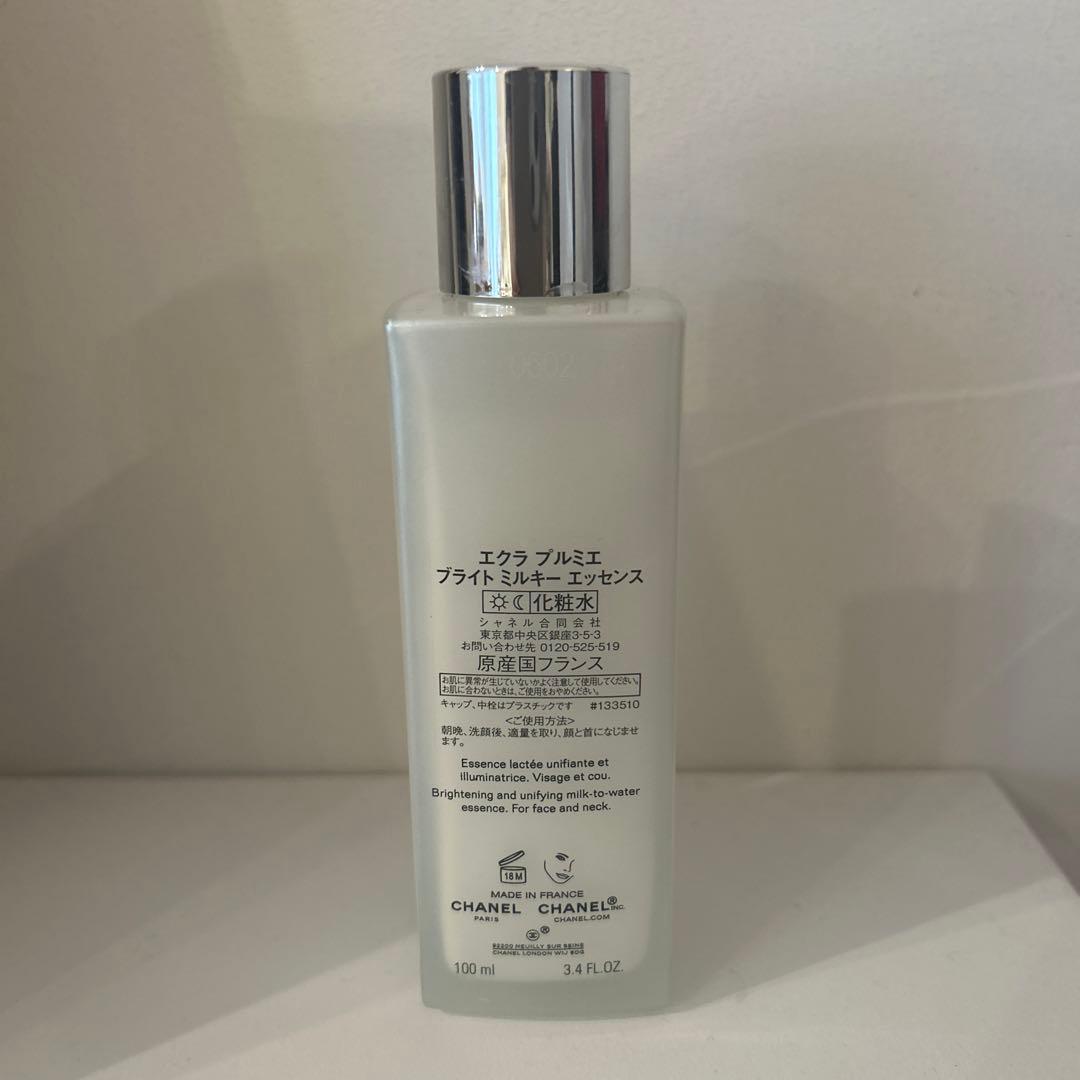 0602
エクラ プルミエ
ブライト ミルキー エッセンス
化粧水
シャネル合同会社
東京都中央区銀座3-5-3
お問い合わせ先 0120-525-519
原産国フランス
お肌に異常が生じていないかよく注意して使用してください。
お肌に合わないときは、ご使用をおやめください。
キャップ、中栓はプラスチックです #133510
<ご使用方法>
朝晩、洗顔後、適量を取り、顔と首になじませ
ます。
Essence lactée unifiante et
illuminatrice. Visage et cou.
Brightening and unifying milk-to-water
essence. For face and neck.
18 M
MADE IN FRANCE
CHANEL CHANEL® INC.
PARIS CHANEL.COM
®
92200 NEUILLY SUR SEINE
CHANEL LONDON W1J 6DG
100 ml 3.4 FL.OZ.